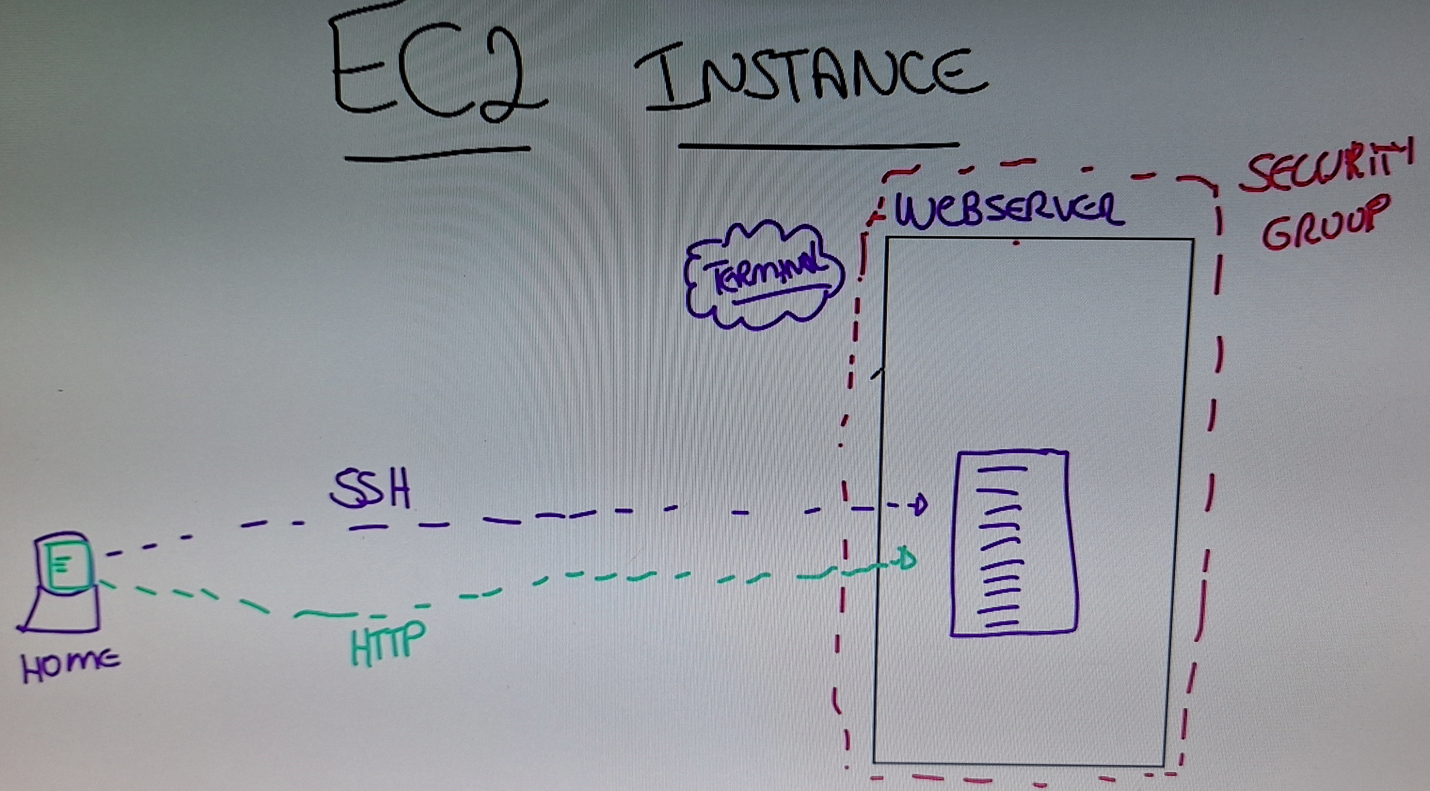 EC2 INSTANCE
SECURITY
GROUP
WEBSERVER
TERMINAL
SSH
HTTP
HOME